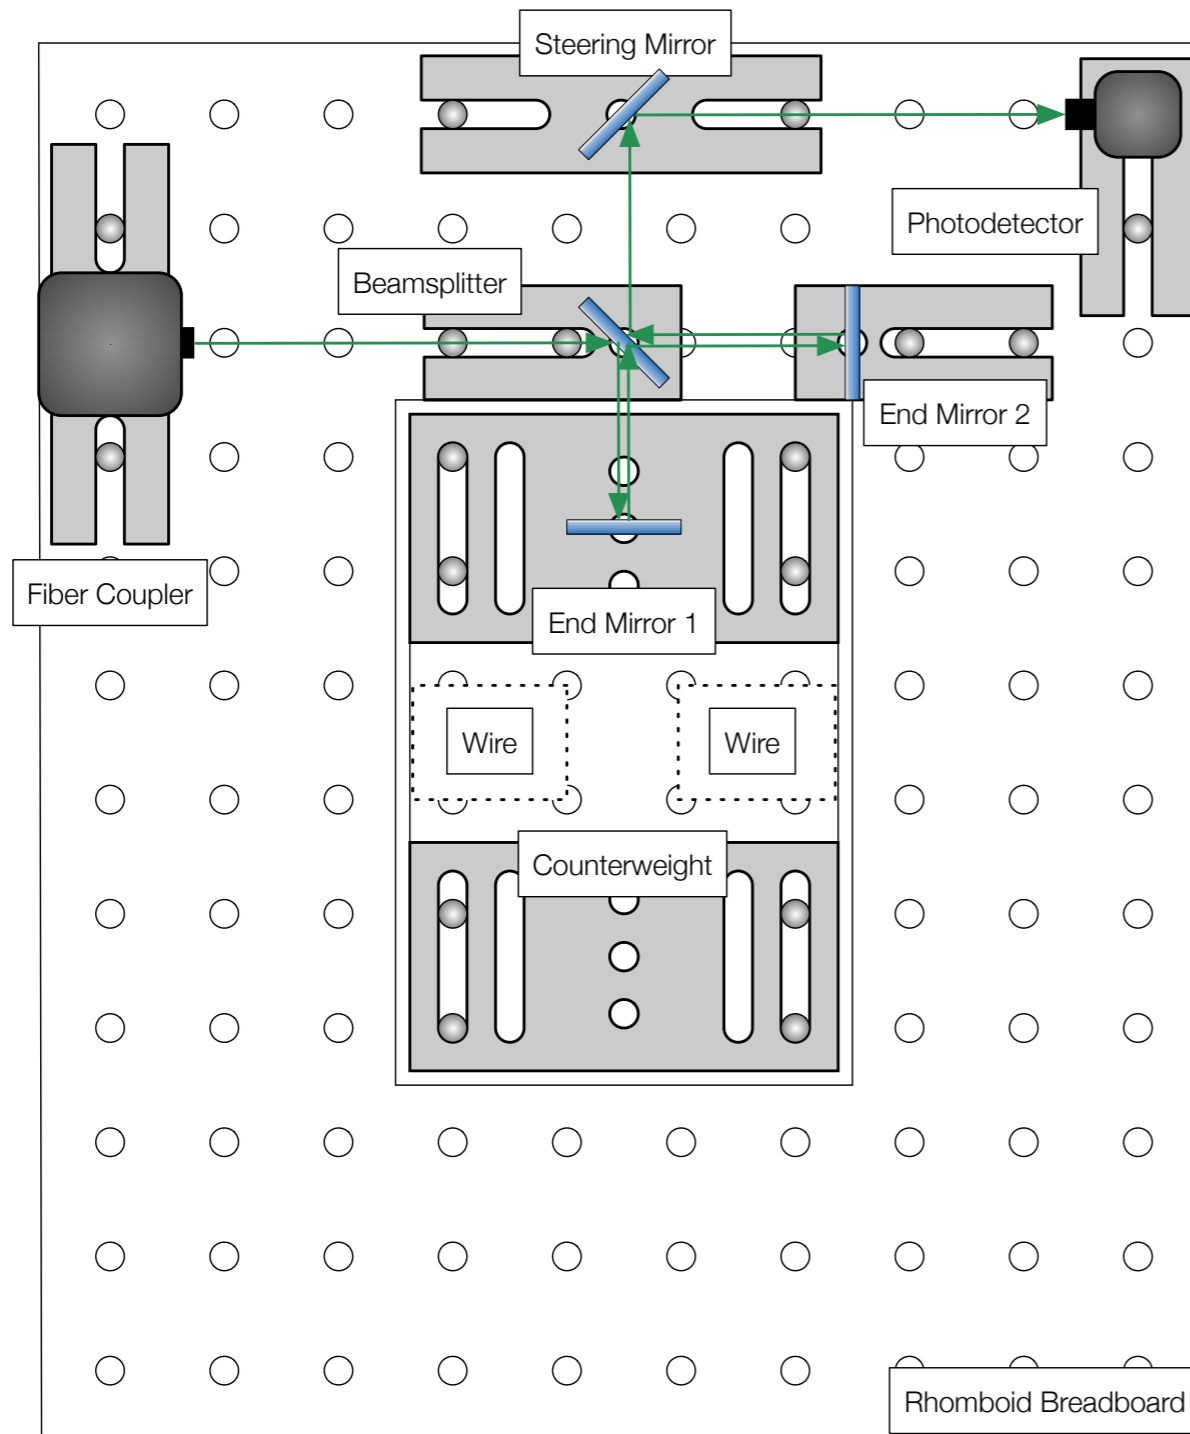 Steering Mirror
Photodetector
Beamsplitter
End Mirror 2
Fiber Coupler
End Mirror 1
Wire
Wire
Counterweight
Rhomboid Breadboard